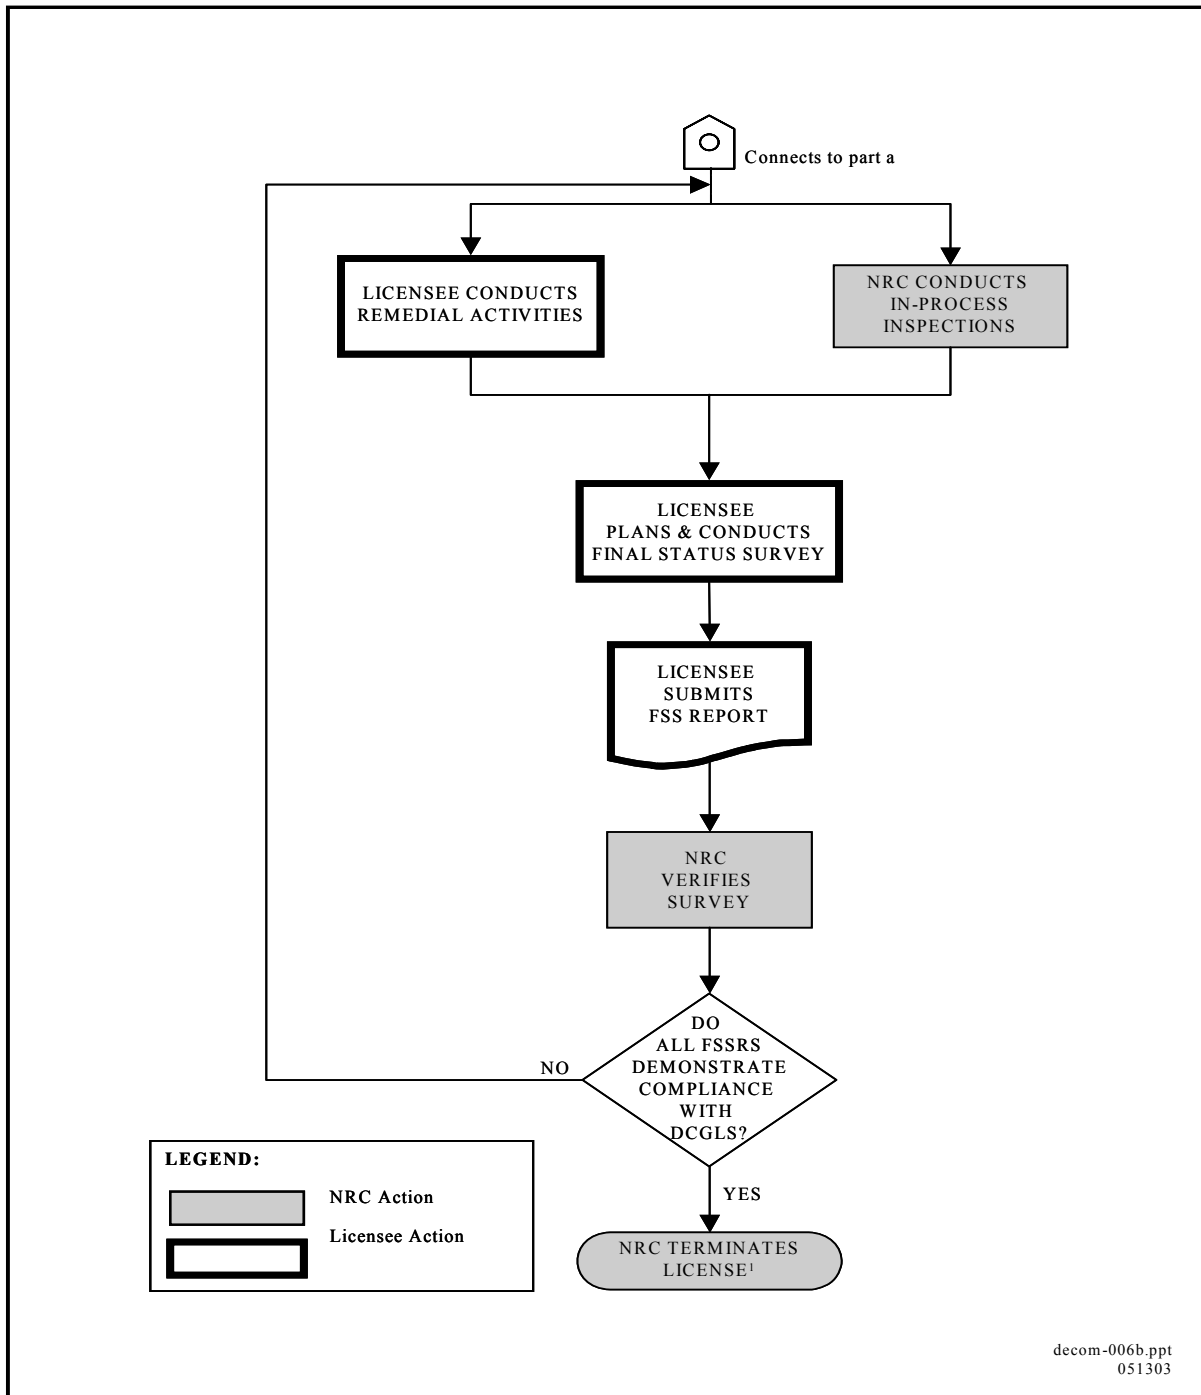 Connects to part a
LICENSEE CONDUCTS
REMEDIAL ACTIVITIES
NRC CONDUCTS
IN-PROCESS
INSPECTIONS
LICENSEE
PLANS & CONDUCTS
FINAL STATUS SURVEY
LICENSEE
SUBMITS
FSS REPORT
NRC
VERIFIES
SURVEY
DO
ALL FSSRS
DEMONSTRATE
COMPLIANCE
WITH
DCGLS?
NO
YES
NRC TERMINATES
LICENSE¹
LEGEND:
NRC Action
Licensee Action
decom-006b.ppt
051303